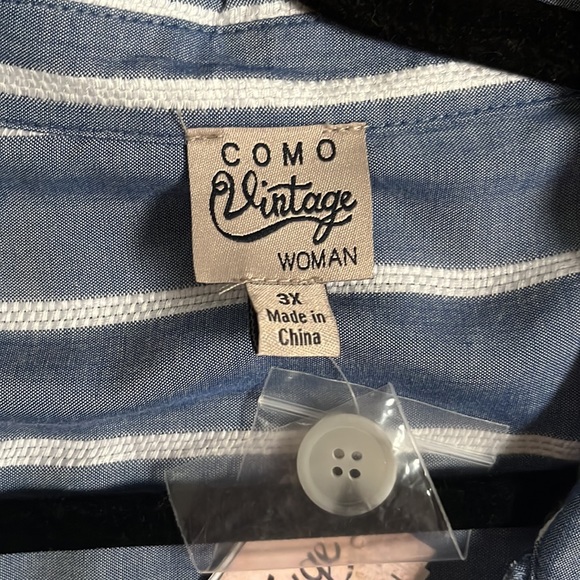 COMO
Vintage
WOMAN
3X
Made in
China